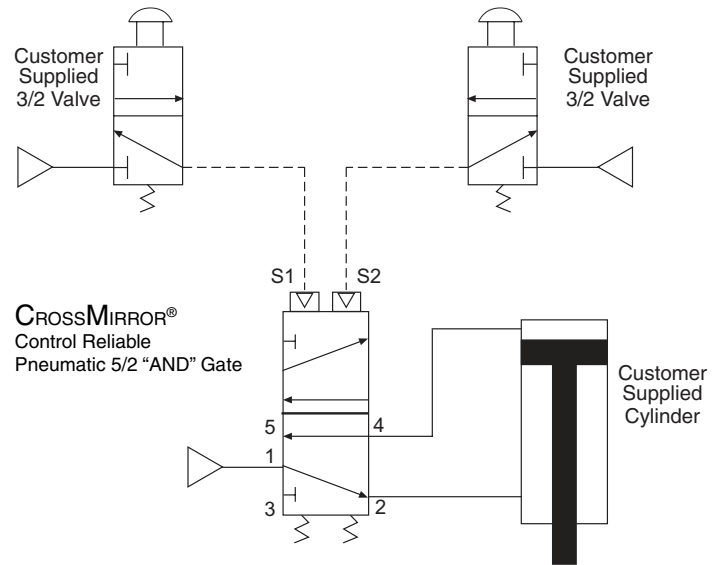 Customer
Supplied
3/2 Valve
Customer
Supplied
3/2 Valve
S1 S2
CROSSMIRROR®
Control Reliable
Pneumatic 5/2 “AND” Gate
5 4
1
3 2
Customer
Supplied
Cylinder